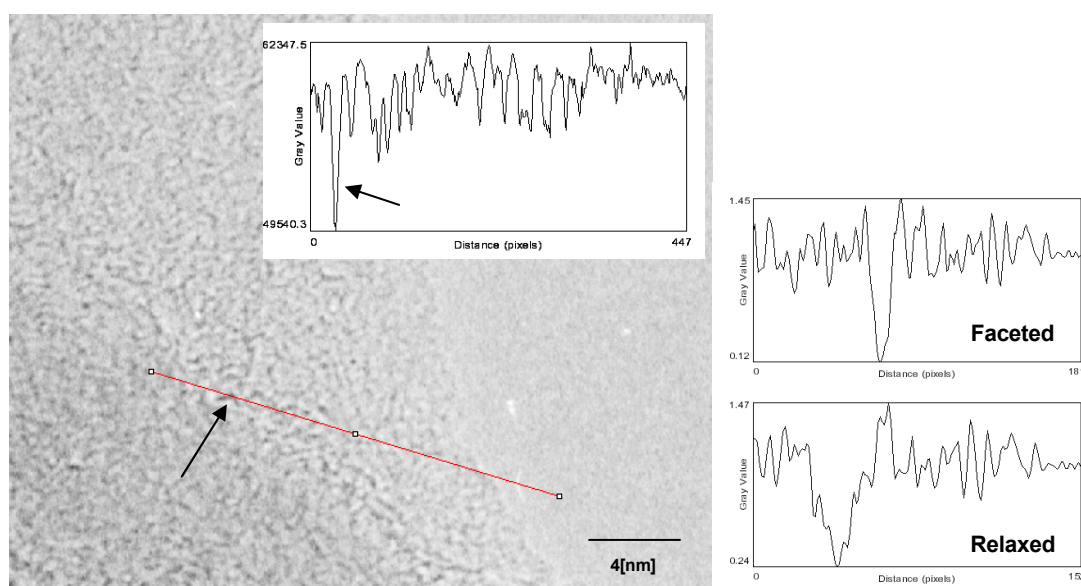 62347.5
Gray Value
49540.3
0
Distance (pixels)
447
4[nm]
1.45
Gray Value
Faceted
0.12
0
Distance (pixels)
1.47
Gray Value
Relaxed
0.24
0
Distance (pixels)